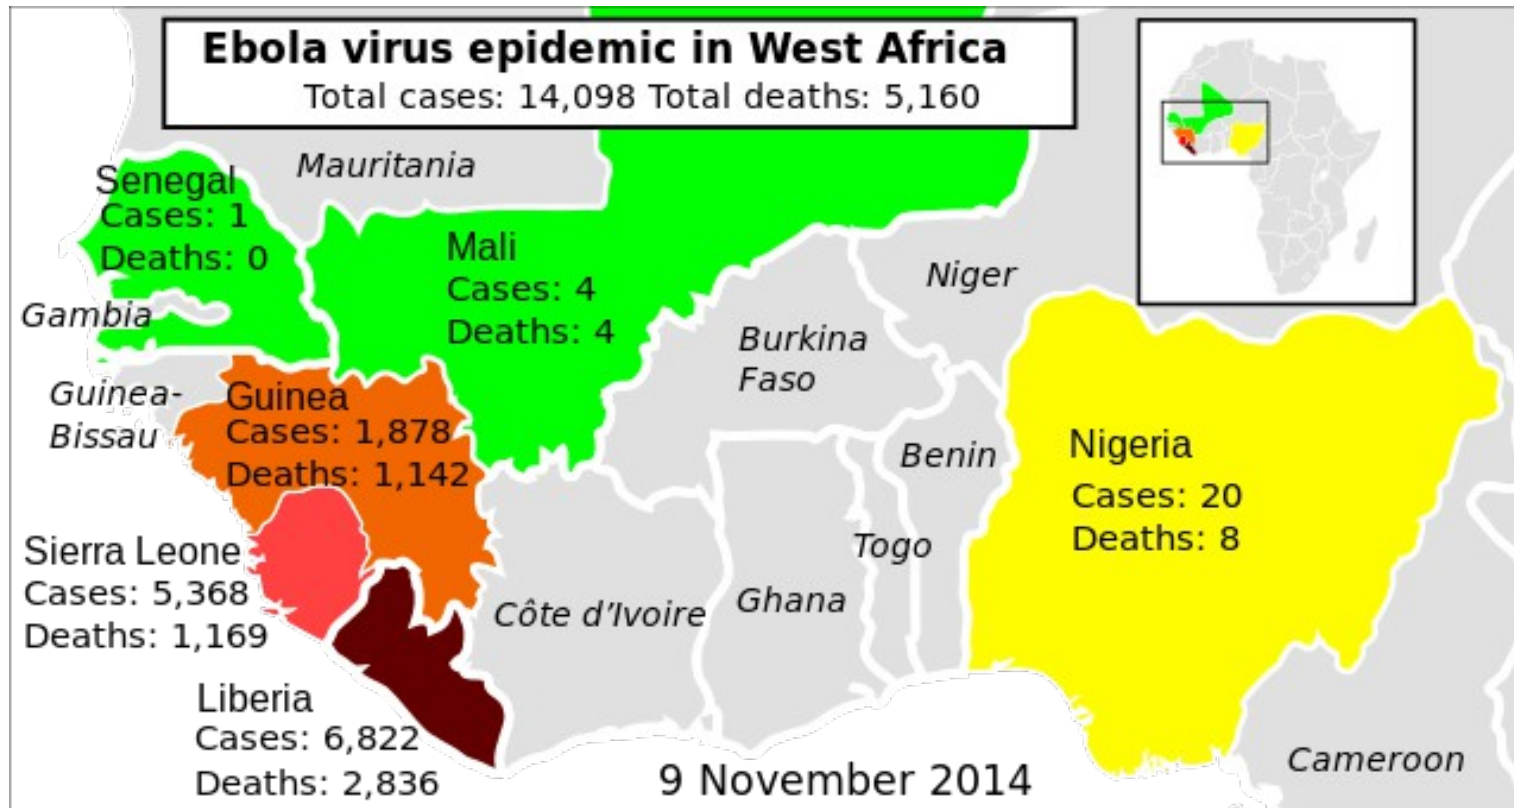 Ebola virus epidemic in West Africa
Total cases: 14,098 Total deaths: 5,160
Mauritania
Senegal
Cases: 1
Deaths: 0
Mali
Cases: 4
Deaths: 4
Niger
Gambia
Burkina
Faso
Guinea-
Bissau
Guinea
Cases: 1,878
Deaths: 1,142
Benin
Nigeria
Cases: 20
Deaths: 8
Sierra Leone
Cases: 5,368
Deaths: 1,169
Côte d’Ivoire
Ghana
Togo
Liberia
Cases: 6,822
Deaths: 2,836
9 November 2014
Cameroon